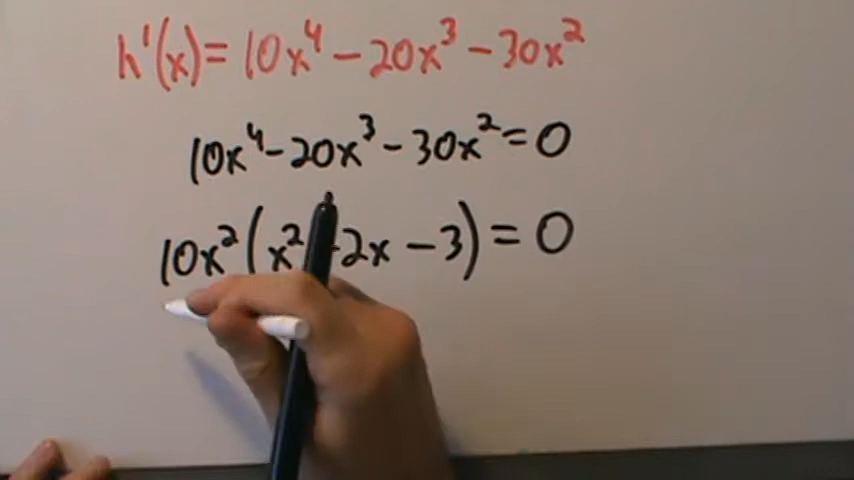 h'(x) = 10x⁴ - 20x³ - 30x²
10x⁴ - 20x³ - 30x² = 0
10x² (x² - 2x - 3) = 0